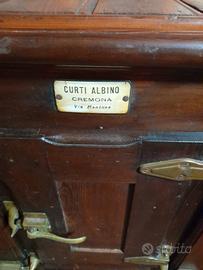 CURTI ALBINO
CREMONA
Via Mantova
subito